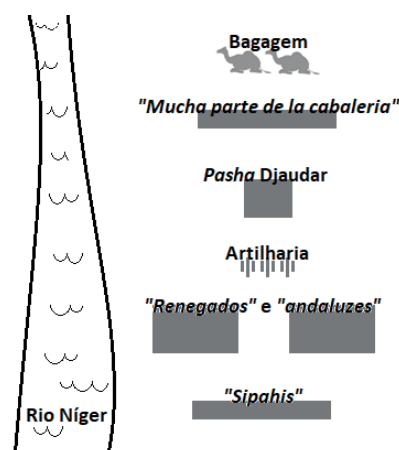 Bagagem
"Mucha parte de la cabaleria"
Pasha Djaudar
Artilharia
"Renegados" e "andaluzes"
"Sipahis"
Rio Níger